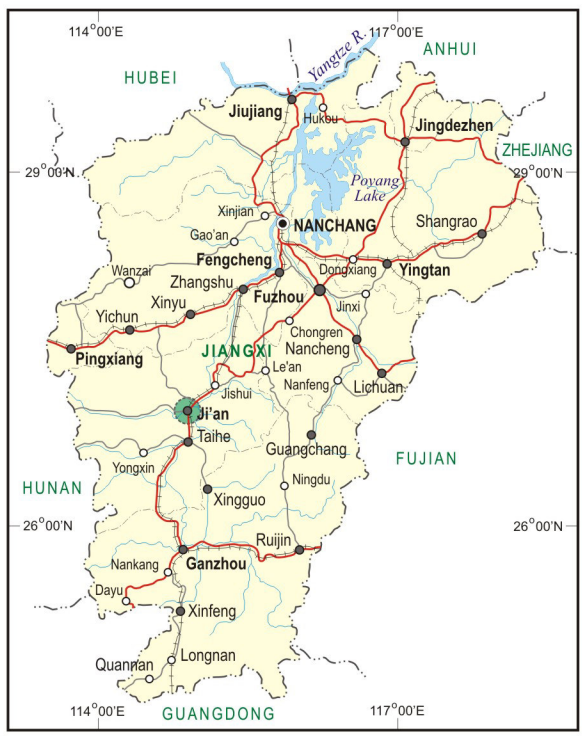 114°00'E
117°00'E
ANHUI
Yangtze R.
HUBEI
Jiujiang
Hukou
Jingdezhen
ZHEJIANG
29°00'N
29°00'N
Poyang
Lake
Xinjian
NANCHANG
Shangrao
Gao'an
Fengcheng
Dongxiang
Yingtan
Wanzai
Zhangshu
Fuzhou
Jinxi
Xinyu
Yichun
Chongren
Nancheng
JIANGXI
Pingxiang
Le'an
Nanfeng
Lichuan
Jishui
Ji'an
Taihe
Guangchang
FUJIAN
Yongxin
HUNAN
Ningdu
Xingguo
26°00'N
26°00'N
Ruijin
Ganzhou
Nankang
Dayu
Xinfeng
Quannan
Longnan
114°00'E
117°00'E
GUANGDONG